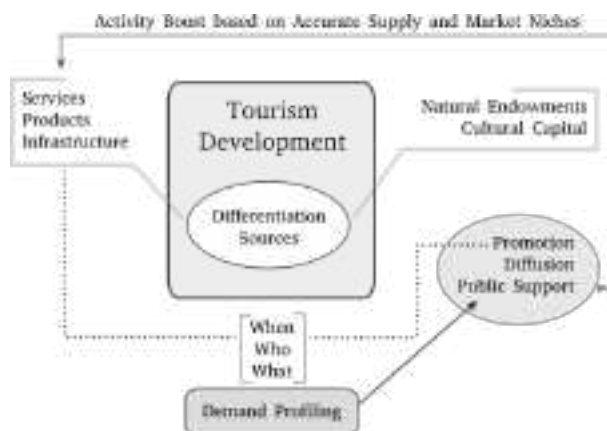 Activity Boost based on Accurate Supply and Market Niches
Services
Products
Infrastructure
Tourism
Development
Natural Endowments
Cultural Capital
Differentiation
Sources
Promotion
Diffusion
Public Support
When
Who
What
Demand Profiling